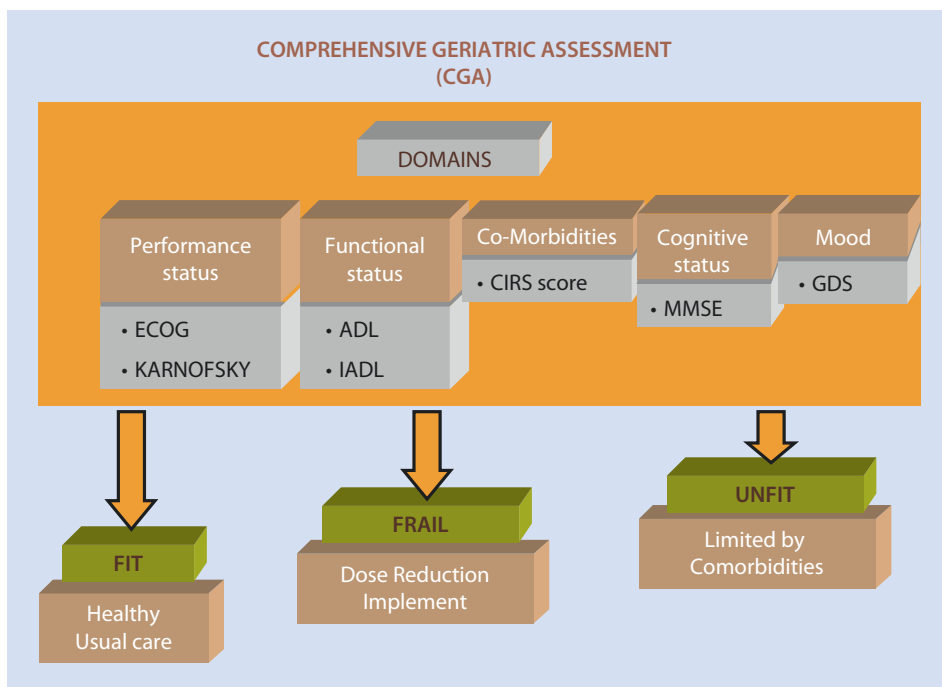 COMPREHENSIVE GERIATRIC ASSESSMENT
(CGA)
DOMAINS
Performance
status
• ECOG
• KARNOFSKY
Functional
status
• ADL
• IADL
Co-Morbidities
• CIRS score
Cognitive
status
• MMSE
Mood
• GDS
FIT
Healthy
Usual care
FRAIL
Dose Reduction
Implement
UNFIT
Limited by
Comorbidities